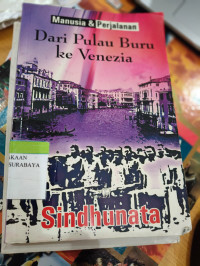 Manusia & Perjalanan
Dari Pulau Buru
ke Venezia
KAAN
SURABAYA
Sindhunata